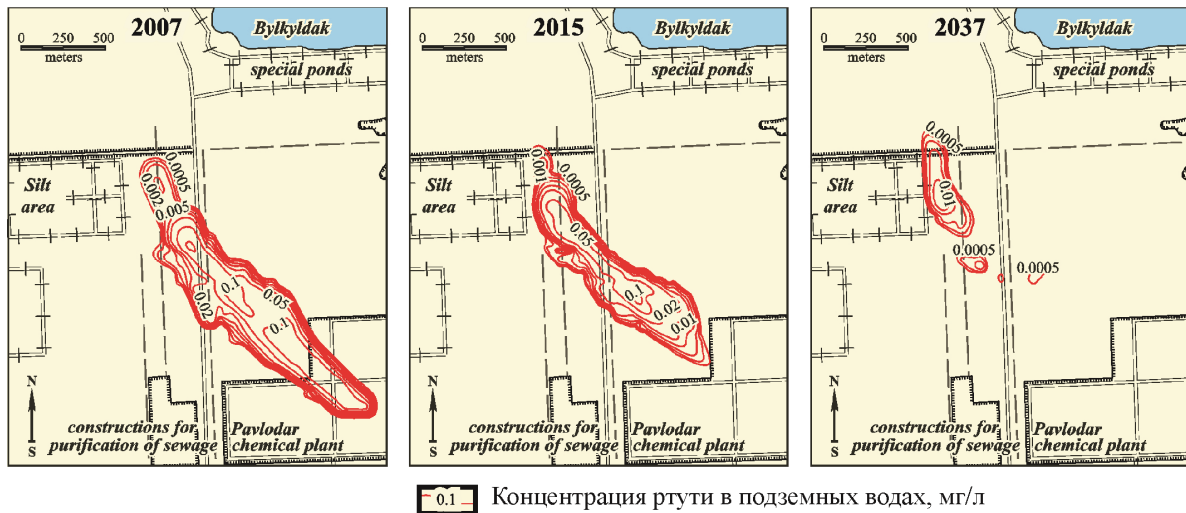 2007
0 250 500
meters
Bylkyldak
special ponds
Silt
area
0.0005
0.002
0.005
0.02
0.1
0.05
0.1
N
S
constructions for
purification of sewage
Pavlodar
chemical plant
2015
0 250 500
meters
Bylkyldak
special ponds
Silt
area
0.001
0.0005
0.05
0.1
0.02
0.01
N
S
constructions for
purification of sewage
Pavlodar
chemical plant
2037
0 250 500
meters
Bylkyldak
special ponds
Silt
area
0.0005
0.01
0.0005
0.0005
N
S
constructions for
purification of sewage
Pavlodar
chemical plant
0.1 Концентрация ртути в подземных водах, мг/л